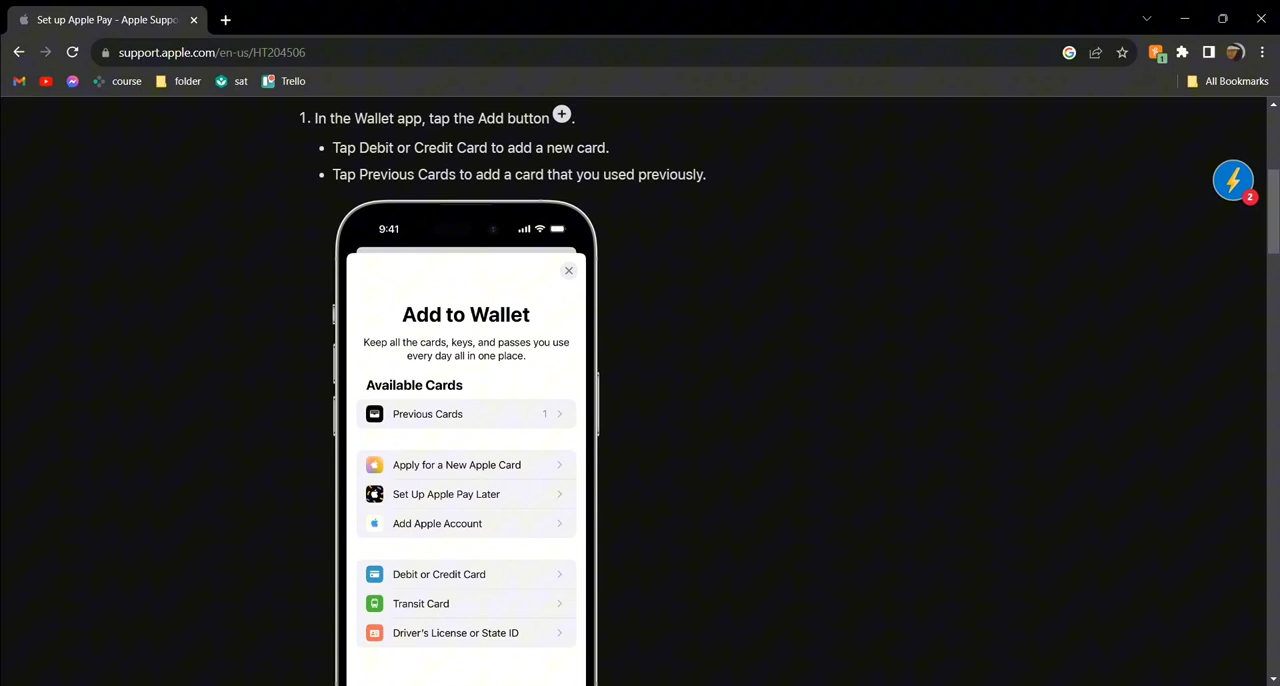 Set up Apple Pay - Apple Suppo
support.apple.com/en-us/HT204506
1
course
folder
sat
Trello
All Bookmarks
1. In the Wallet app, tap the Add button +.
• Tap Debit or Credit Card to add a new card.
• Tap Previous Cards to add a card that you used previously.
2
9:41
Add to Wallet
Keep all the cards, keys, and passes you use
every day all in one place.
Available Cards
Previous Cards 1
Apply for a New Apple Card
Set Up Apple Pay Later
Add Apple Account
Debit or Credit Card
Transit Card
Driver's License or State ID